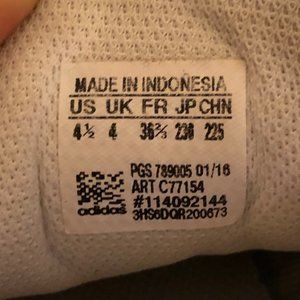 MADE IN INDONESIA
US UK FR JP CHN
4½ 4 36⅔ 230 225
PGS 789005 01/16
ART C77154
#114092144
adidas 3HS6DQR200673